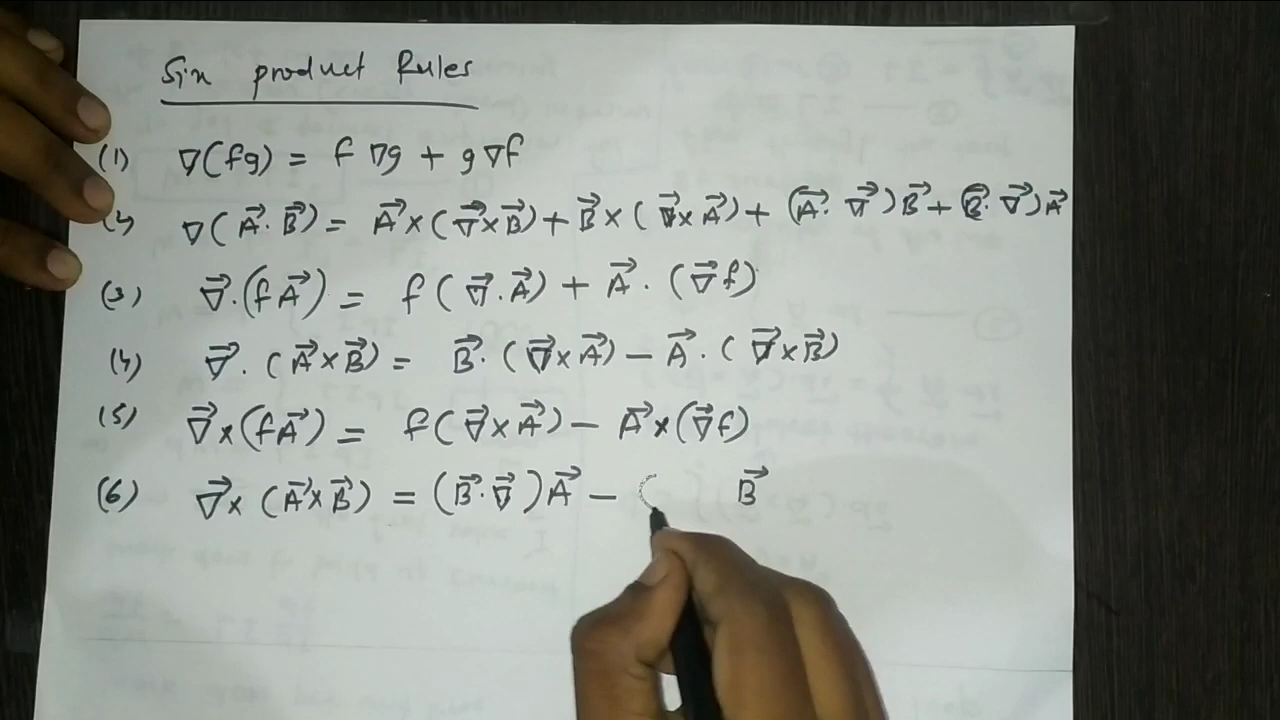 Six product Rules
(1) ∇(fg) = f ∇g + g∇f
(2) ∇(A⃗·B⃗) = A⃗×(∇⃗×B⃗) + B⃗×(∇⃗×A⃗) + (A⃗·∇⃗)B⃗ + (B⃗·∇⃗)A⃗
(3) ∇⃗·(fA⃗) = f(∇⃗·A⃗) + A⃗·(∇⃗f)
(4) ∇⃗·(A⃗×B⃗) = B⃗·(∇⃗×A⃗) − A⃗·(∇⃗×B⃗)
(5) ∇⃗×(fA⃗) = f(∇⃗×A⃗) − A⃗×(∇⃗f)
(6) ∇⃗×(A⃗×B⃗) = (B⃗·∇⃗)A⃗ − ( B⃗